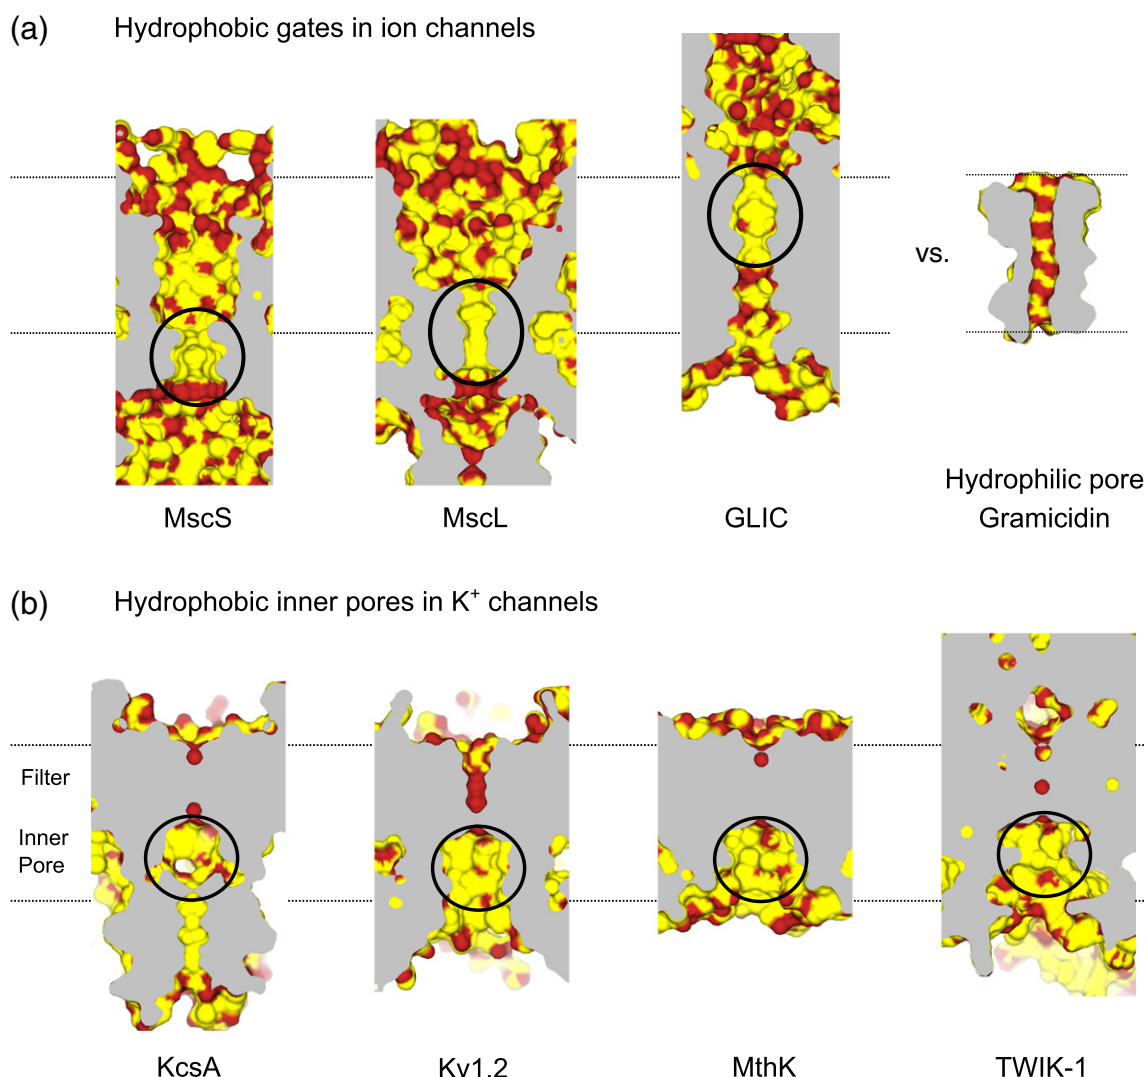 (a) Hydrophobic gates in ion channels
vs.
Hydrophilic pore
MscS MscL GLIC Gramicidin
(b) Hydrophobic inner pores in K⁺ channels
Filter
Inner
Pore
KcsA Kv1.2 MthK TWIK-1